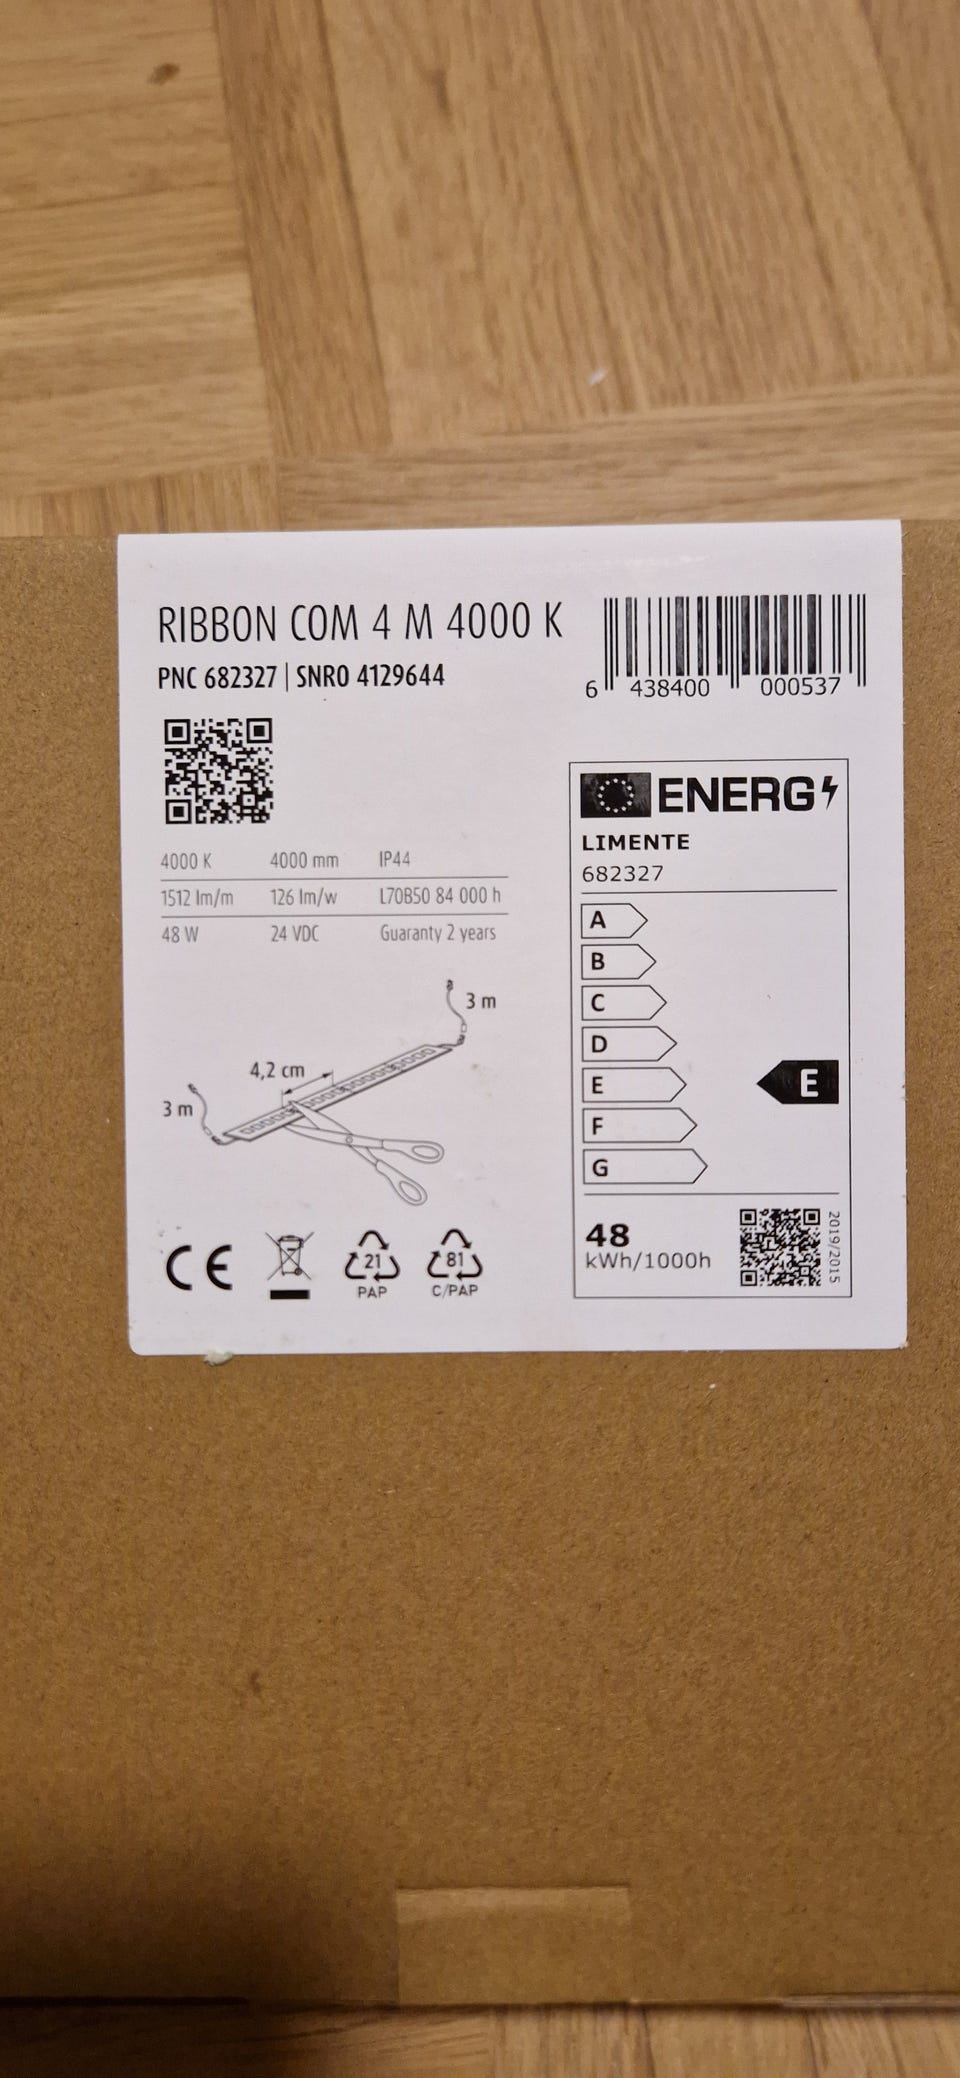 RIBBON COM 4 M 4000 K
PNC 682327 | SNRO 4129644
6 438400 000537
4000 K 4000 mm IP44
1512 lm/m 126 lm/w L70B50 84 000 h
48 W 24 VDC Guaranty 2 years
3 m
4,2 cm
3 m
CE
21
PAP
81
C/PAP
ENERG
LIMENTE
682327
A
B
C
D
E
E
F
G
48
kWh/1000h
2019/2015